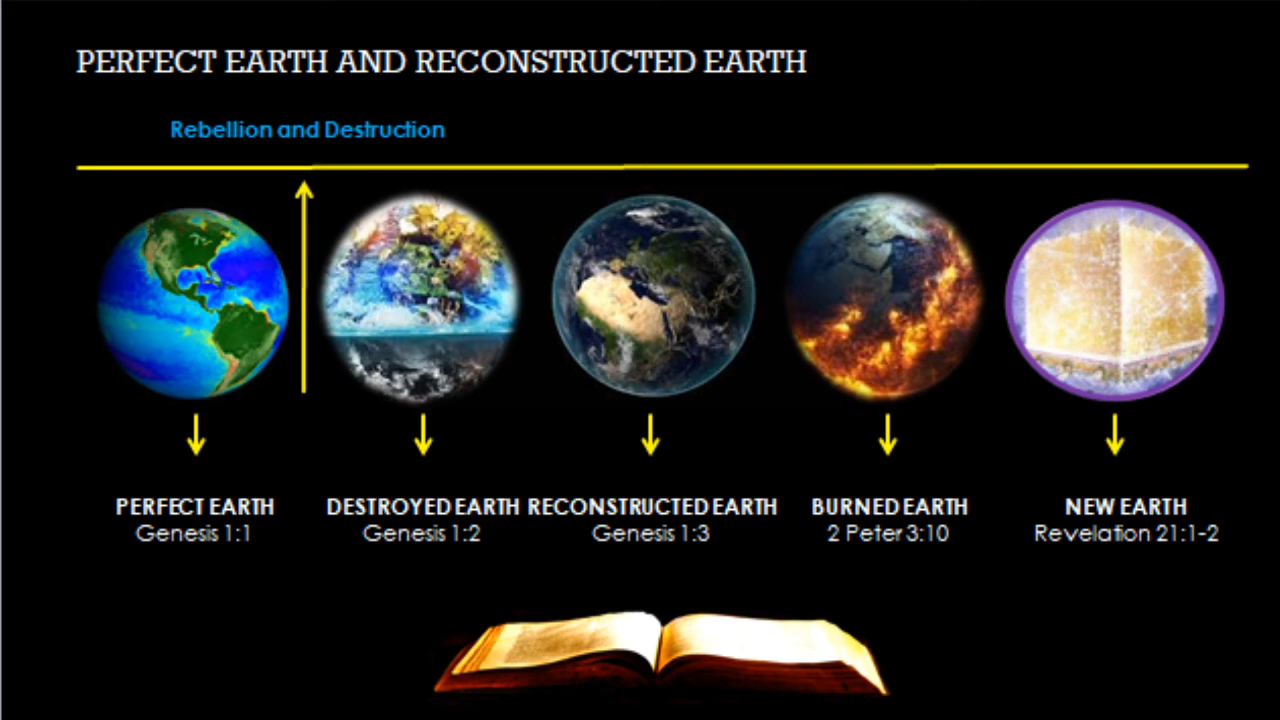 PERFECT EARTH AND RECONSTRUCTED EARTH
Rebellion and Destruction
PERFECT EARTH
Genesis 1:1
DESTROYED EARTH
Genesis 1:2
RECONSTRUCTED EARTH
Genesis 1:3
BURNED EARTH
2 Peter 3:10
NEW EARTH
Revelation 21:1-2